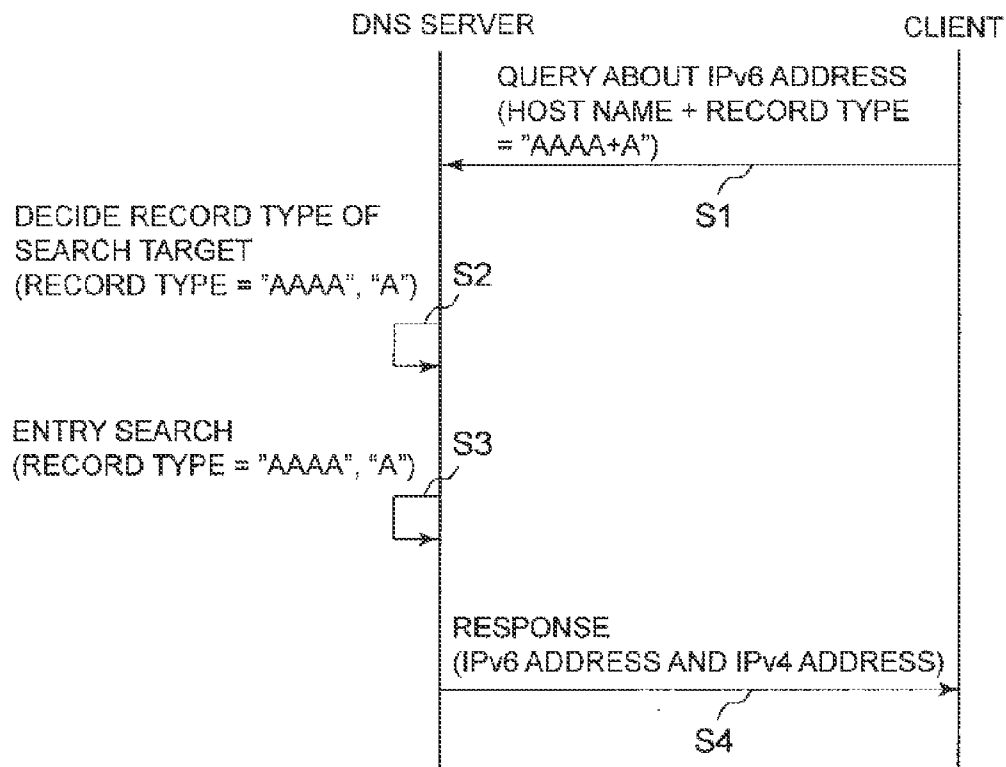 DNS SERVER
CLIENT
QUERY ABOUT IPv6 ADDRESS
(HOST NAME + RECORD TYPE
= "AAAA+A")
S1
DECIDE RECORD TYPE OF
SEARCH TARGET
(RECORD TYPE = "AAAA", "A")
S2
ENTRY SEARCH
(RECORD TYPE = "AAAA", "A")
S3
RESPONSE
(IPv6 ADDRESS AND IPv4 ADDRESS)
S4